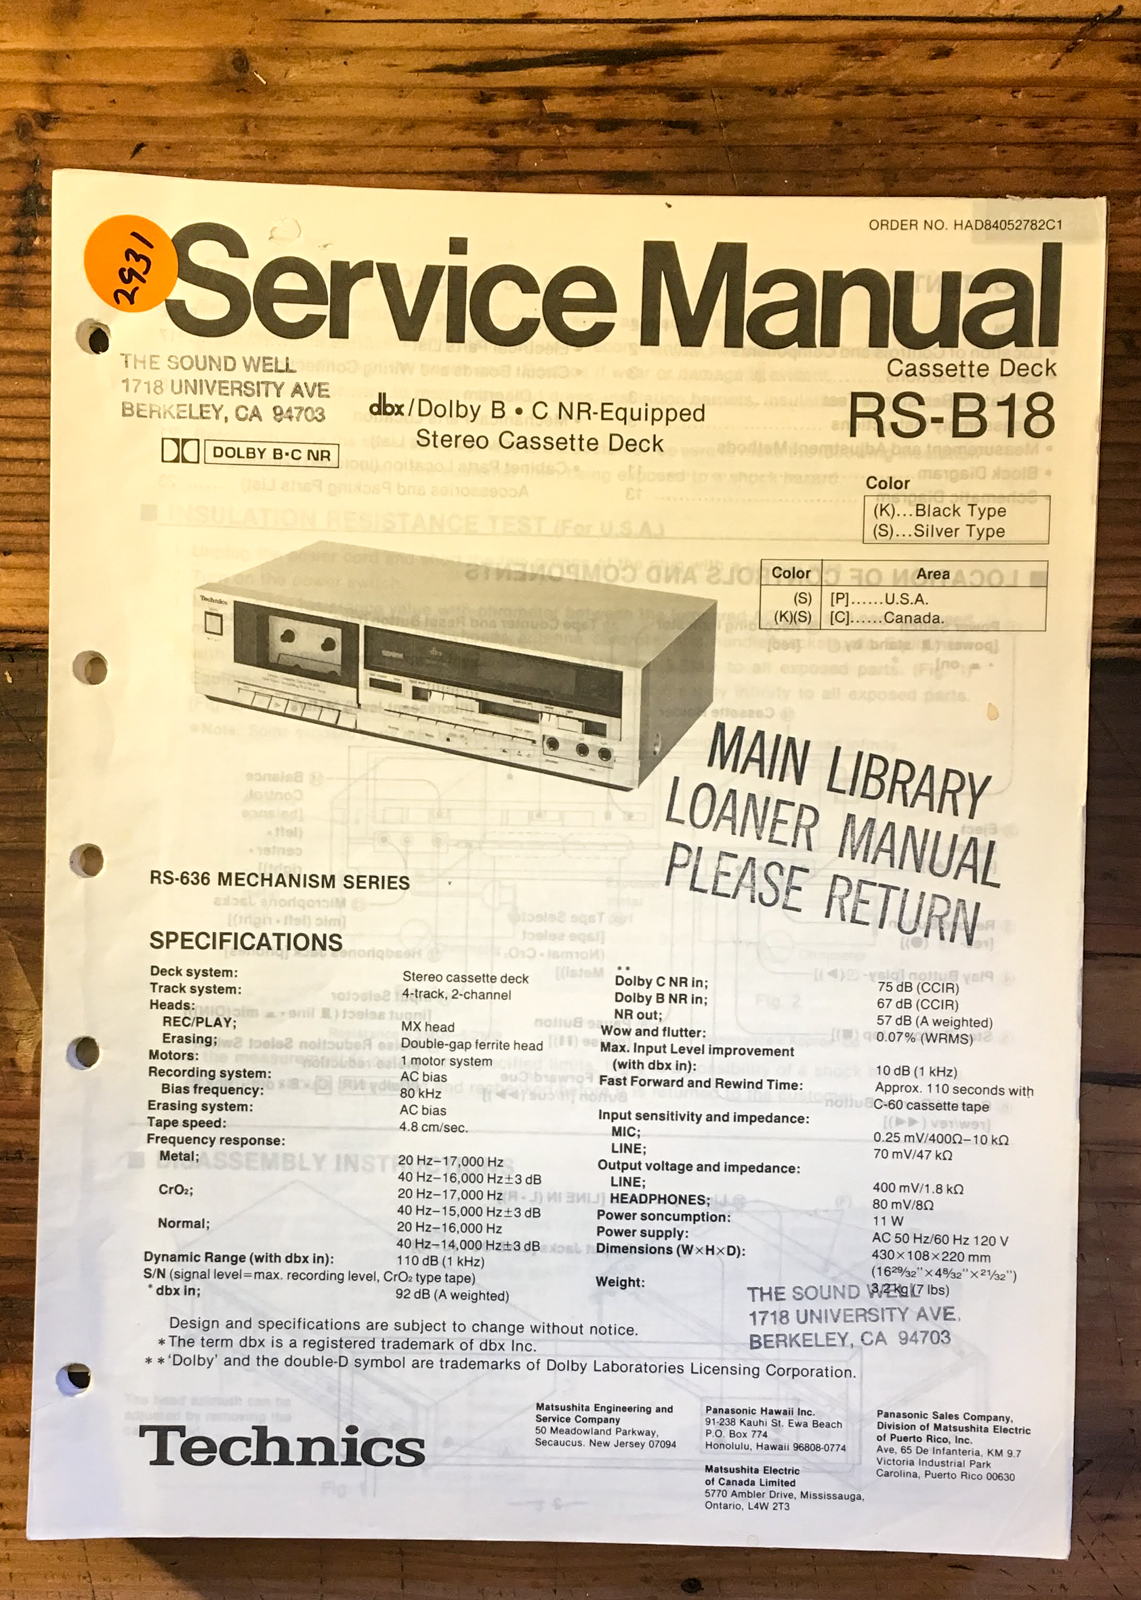 ORDER NO. HAD84052782C1
2931
Service Manual
Cassette Deck
RS-B18
THE SOUND WELL
1718 UNIVERSITY AVE
BERKELEY, CA 94703
dbx/Dolby B • C NR-Equipped
Stereo Cassette Deck
DOLBY B•C NR
Color
(K)...Black Type
(S)...Silver Type
Color Area
(S) [P]......U.S.A.
(K)(S) [C]......Canada.
Technics
dbx
MAIN LIBRARY
LOANER MANUAL
PLEASE RETURN
RS-636 MECHANISM SERIES
SPECIFICATIONS
Deck system: Stereo cassette deck
Track system: 4-track, 2-channel
Heads:
REC/PLAY; MX head
Erasing; Double-gap ferrite head
Motors: 1 motor system
Recording system: AC bias
Bias frequency: 80 kHz
Erasing system: AC bias
Tape speed: 4.8 cm/sec.
Frequency response:
Metal; 20 Hz–17,000 Hz
40 Hz–16,000 Hz±3 dB
CrO₂; 20 Hz–17,000 Hz
40 Hz–15,000 Hz±3 dB
Normal; 20 Hz–16,000 Hz
40 Hz–14,000 Hz±3 dB
Dynamic Range (with dbx in): 110 dB (1 kHz)
S/N (signal level=max. recording level, CrO₂ type tape)
*dbx in; 92 dB (A weighted)
**
Dolby C NR in; 75 dB (CCIR)
Dolby B NR in; 67 dB (CCIR)
NR out; 57 dB (A weighted)
Wow and flutter: 0.07% (WRMS)
Max. Input Level improvement
(with dbx in): 10 dB (1 kHz)
Fast Forward and Rewind Time: Approx. 110 seconds with
C-60 cassette tape
Input sensitivity and impedance:
MIC; 0.25 mV/400Ω–10 kΩ
LINE; 70 mV/47 kΩ
Output voltage and impedance:
LINE; 400 mV/1.8 kΩ
HEADPHONES; 80 mV/8Ω
Power soncumption: 11 W
Power supply: AC 50 Hz/60 Hz 120 V
Dimensions (W×H×D): 430×108×220 mm
(16²⁹⁄₃₂"×4⁸⁄₃₂"×²¹⁄₃₂")
Weight: 3.2 kg (7 lbs)
THE SOUND WELL
1718 UNIVERSITY AVE.
BERKELEY, CA 94703
Design and specifications are subject to change without notice.
*The term dbx is a registered trademark of dbx Inc.
**'Dolby' and the double-D symbol are trademarks of Dolby Laboratories Licensing Corporation.
Technics
Matsushita Engineering and
Service Company
50 Meadowland Parkway,
Secaucus. New Jersey 07094
Panasonic Hawaii Inc.
91-238 Kauhi St. Ewa Beach
P.O. Box 774
Honolulu, Hawaii 96808-0774
Matsushita Electric
of Canada Limited
5770 Ambler Drive, Mississauga,
Ontario, L4W 2T3
Panasonic Sales Company,
Division of Matsushita Electric
of Puerto Rico, Inc.
Ave, 65 De Infanteria, KM 9.7
Victoria Industrial Park
Carolina, Puerto Rico 00630